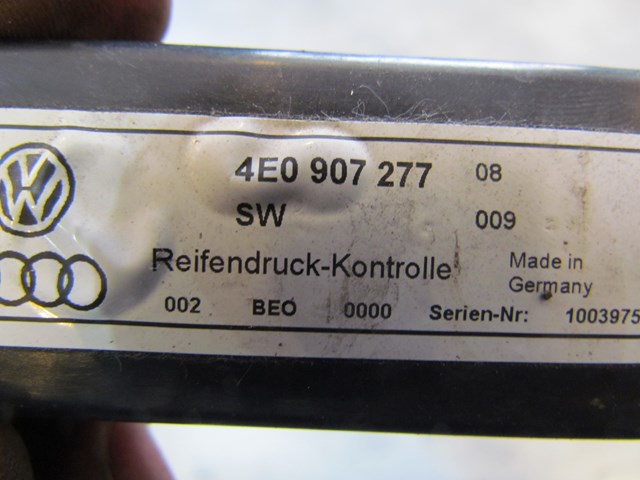 4E0 907 277 08
SW 009
Reifendruck-Kontrolle Made in
Germany
002 BEO 0000 Serien-Nr: 1003975